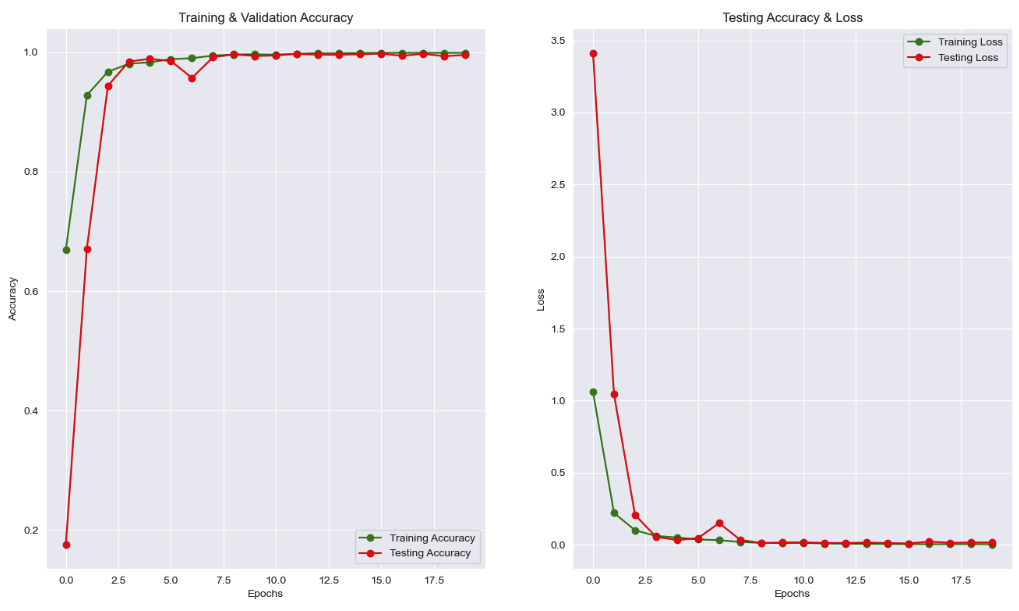 Training & Validation Accuracy
1.0
0.8
0.6
0.4
0.2
Accuracy
Training Accuracy
Testing Accuracy
0.0 2.5 5.0 7.5 10.0 12.5 15.0 17.5
Epochs
Testing Accuracy & Loss
3.5
3.0
2.5
2.0
1.5
1.0
0.5
0.0
Loss
Training Loss
Testing Loss
0.0 2.5 5.0 7.5 10.0 12.5 15.0 17.5
Epochs